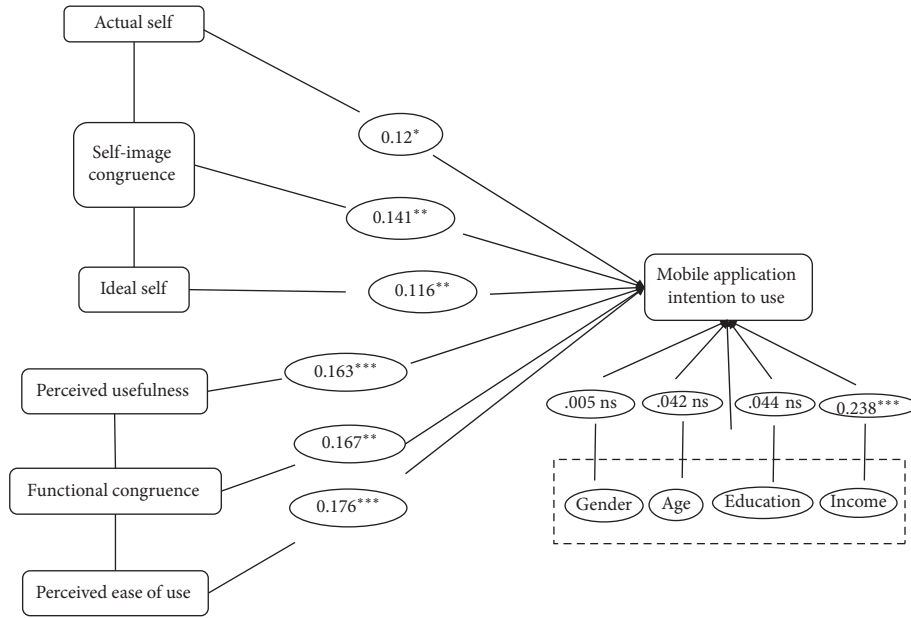 Actual self
0.12*
Self-image
congruence
0.141**
Ideal self
0.116**
Mobile application
intention to use
Perceived usefulness
0.163***
Functional congruence
0.167**
0.176***
Perceived ease of use
.005 ns
.042 ns
.044 ns
0.238***
Gender
Age
Education
Income